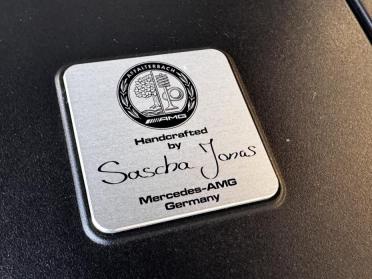 AFFALTERBACH
AMG
Handcrafted
by
Sascha Jonas
Mercedes-AMG
Germany